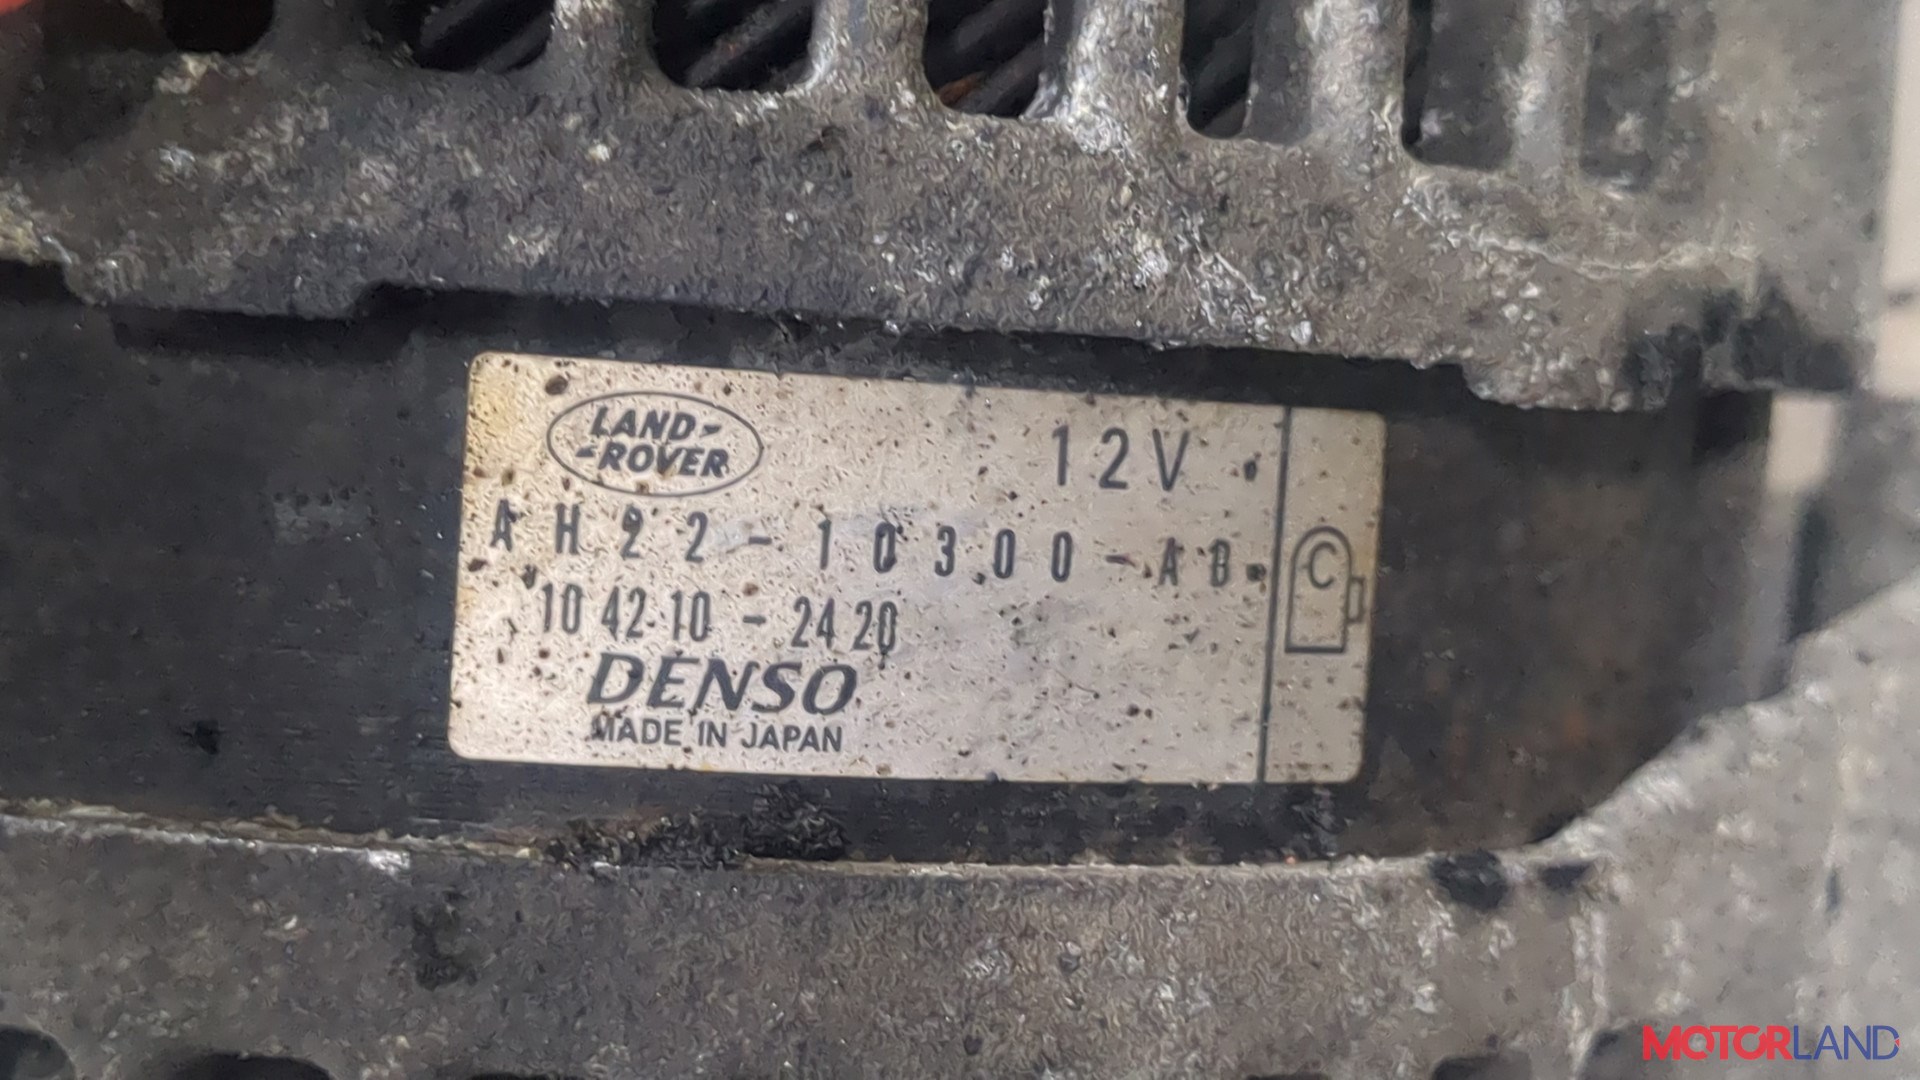 LAND-
-ROVER
12V
AH22-10300-AB
C
104210-2420
DENSO
MADE IN JAPAN
MOTORLAND